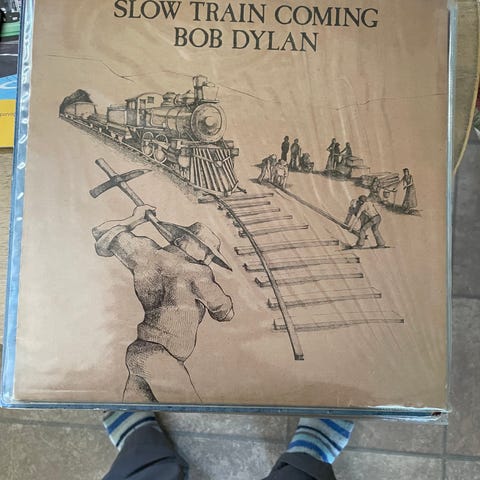 SLOW TRAIN COMING
BOB DYLAN